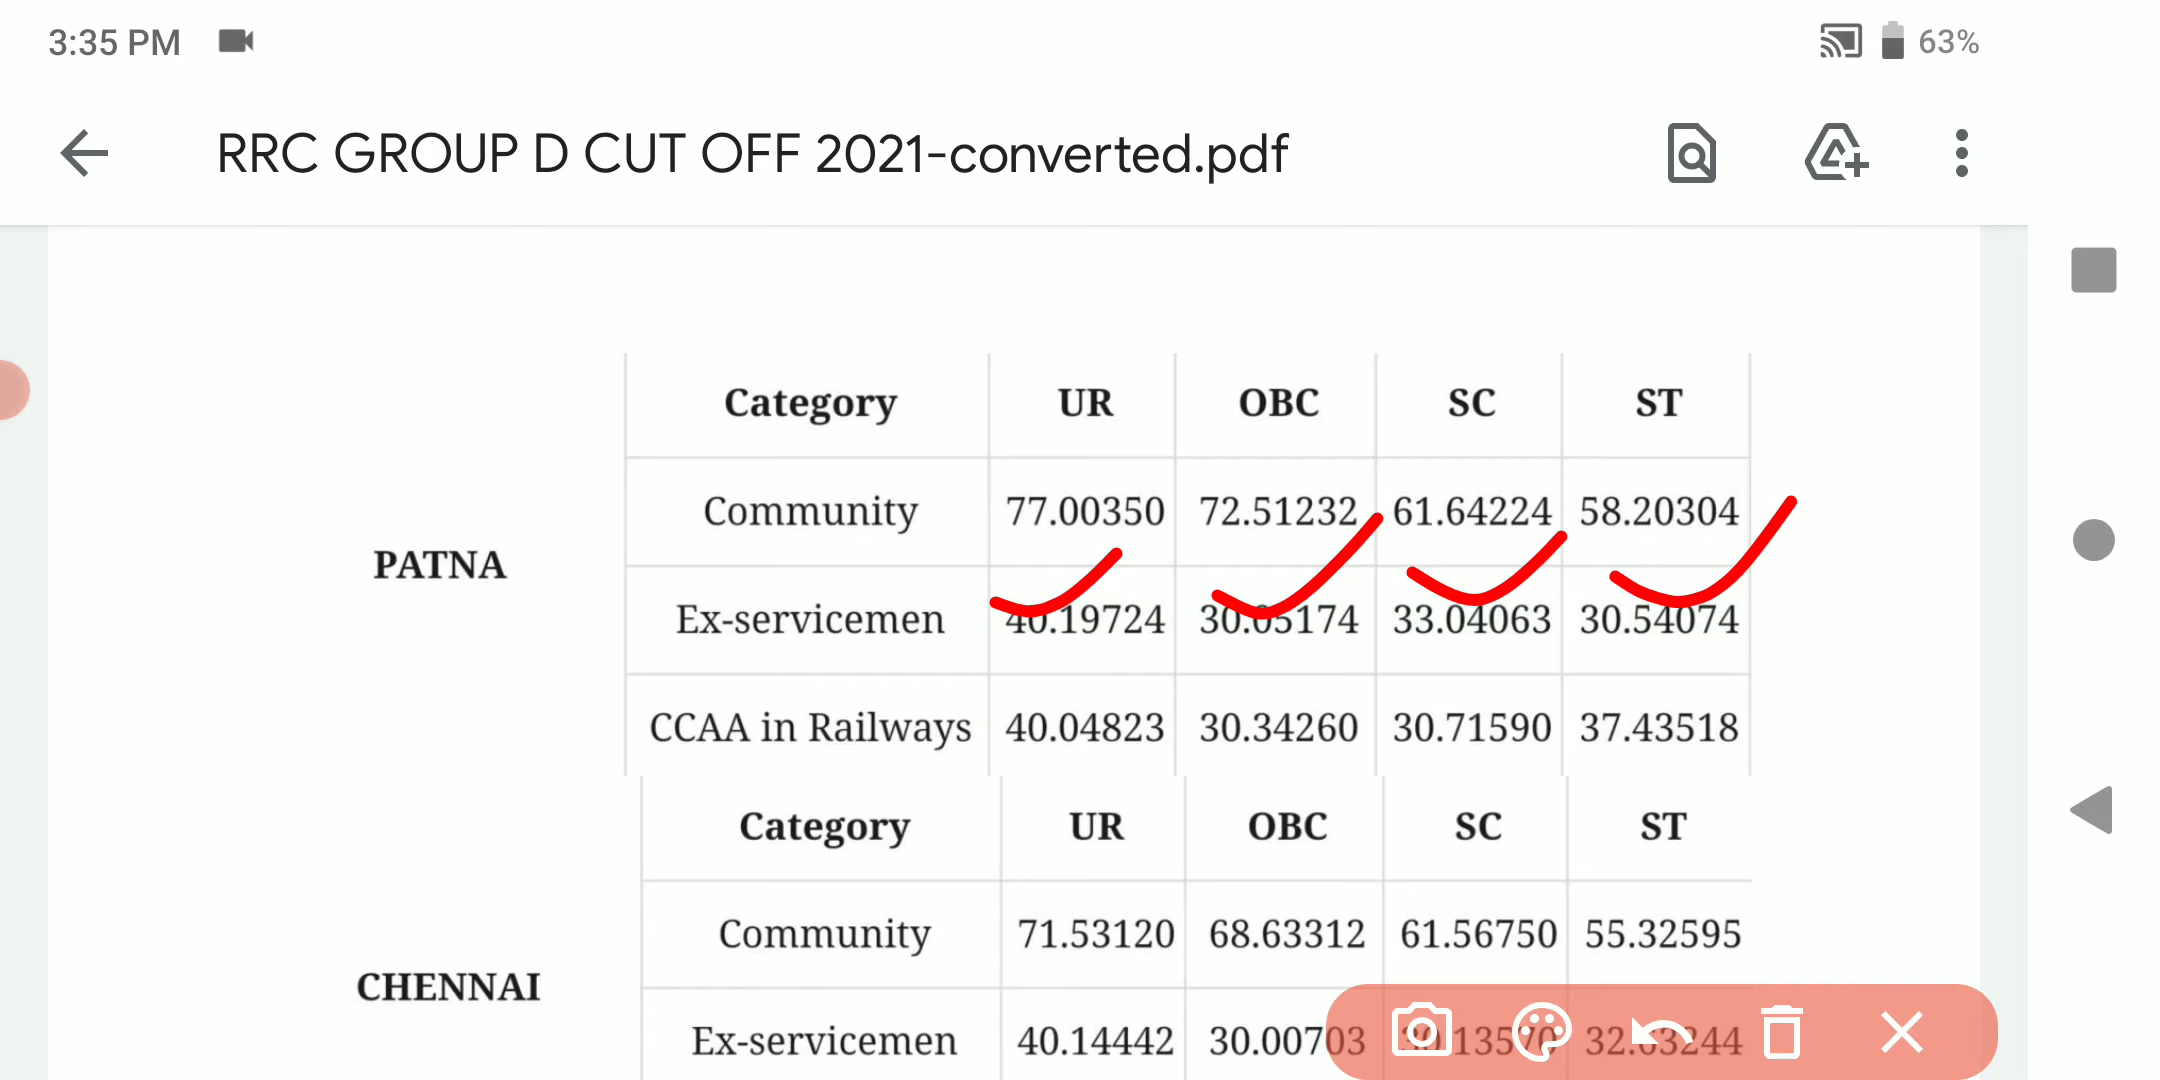 3:35 PM 63%
RRC GROUP D CUT OFF 2021-converted.pdf
Category UR OBC SC ST
Community 77.00350 72.51232 61.64224 58.20304
PATNA
Ex-servicemen 40.19724 30.05174 33.04063 30.54074
CCAA in Railways 40.04823 30.34260 30.71590 37.43518
Category UR OBC SC ST
Community 71.53120 68.63312 61.56750 55.32595
CHENNAI
Ex-servicemen 40.14442 30.00703